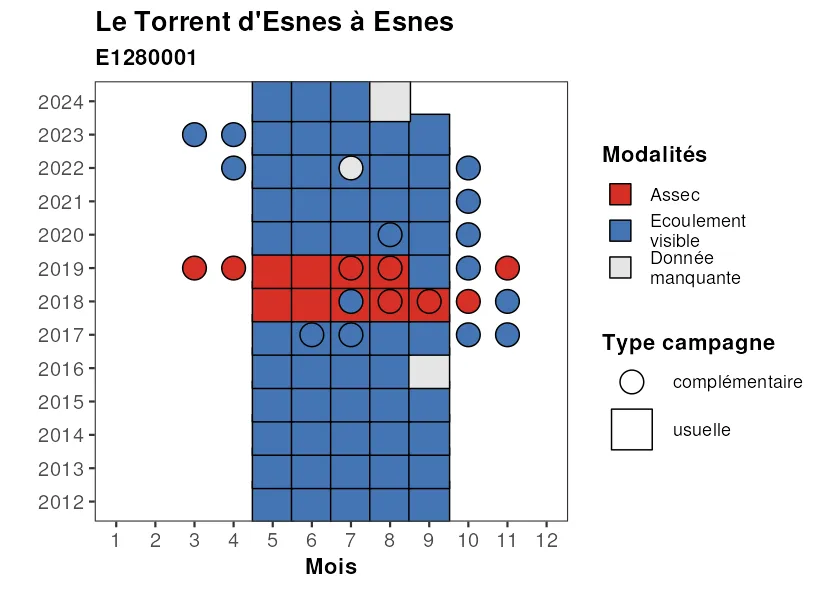 Le Torrent d'Esnes à Esnes
E1280001
2024
2023
2022
2021
2020
2019
2018
2017
2016
2015
2014
2013
2012
1 2 3 4 5 6 7 8 9 10 11 12
Mois
Modalités
Assec
Ecoulement
visible
Donnée
manquante
Type campagne
complémentaire
usuelle